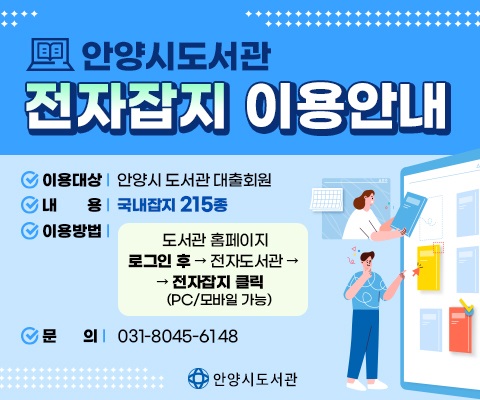 안양시도서관
전자잡지 이용안내
이용대상 | 안양시 도서관 대출회원
내 용 | 국내잡지 215종
이용방법 |
도서관 홈페이지
로그인 후 → 전자도서관 →
→ 전자잡지 클릭
(PC/모바일 가능)
문 의 | 031-8045-6148
안양시도서관